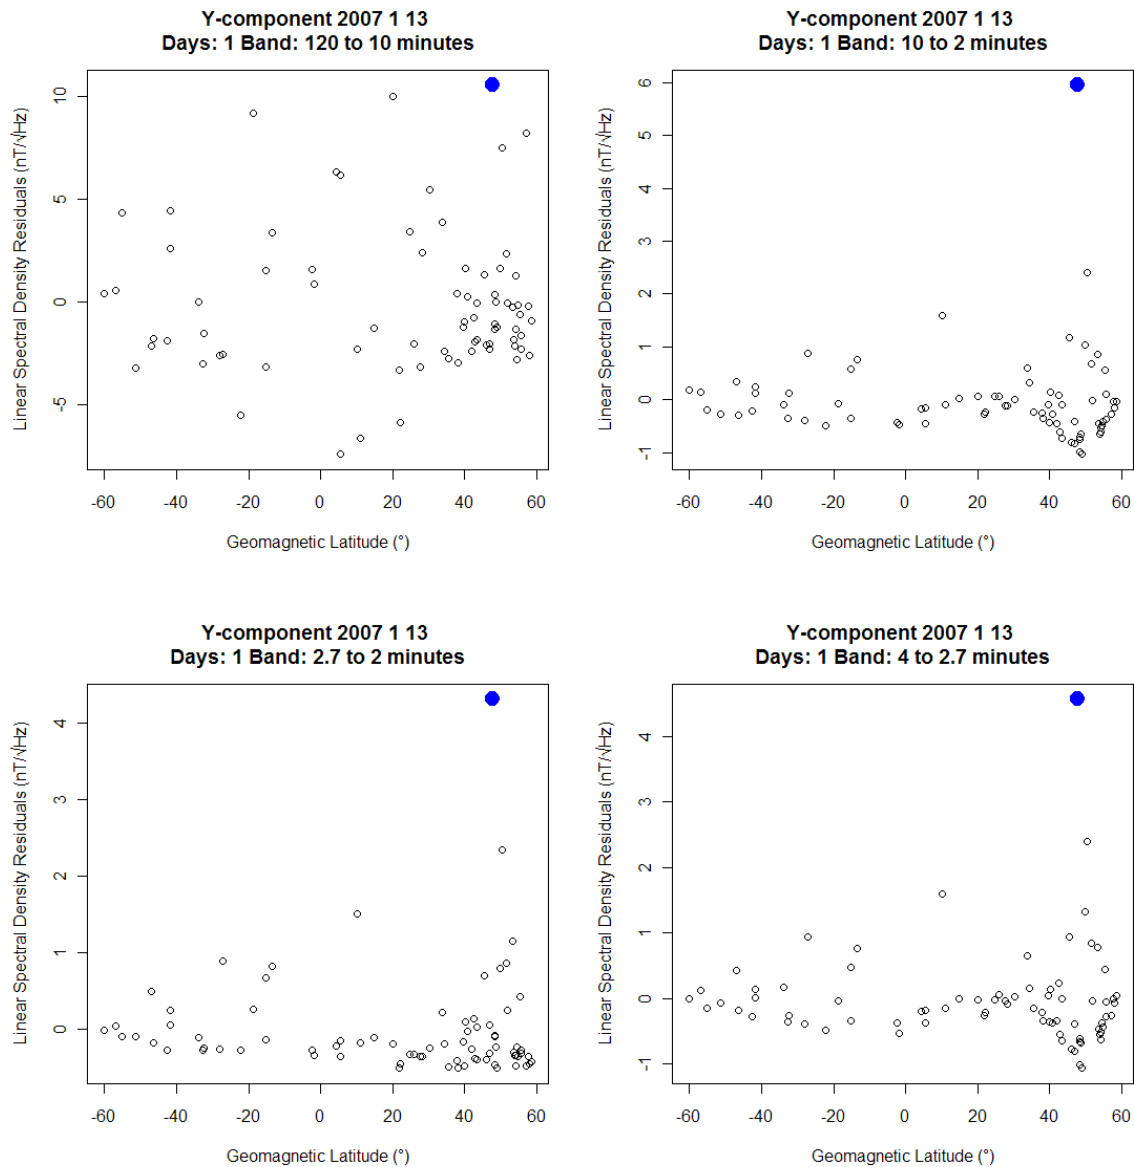 Y-component 2007 1 13
Days: 1 Band: 120 to 10 minutes
Linear Spectral Density Residuals (nT/√Hz)
10
5
0
-5
-60 -40 -20 0 20 40 60
Geomagnetic Latitude (°)
Y-component 2007 1 13
Days: 1 Band: 10 to 2 minutes
Linear Spectral Density Residuals (nT/√Hz)
6
5
4
3
2
1
0
-1
-60 -40 -20 0 20 40 60
Geomagnetic Latitude (°)
Y-component 2007 1 13
Days: 1 Band: 2.7 to 2 minutes
Linear Spectral Density Residuals (nT/√Hz)
4
3
2
1
0
-60 -40 -20 0 20 40 60
Geomagnetic Latitude (°)
Y-component 2007 1 13
Days: 1 Band: 4 to 2.7 minutes
Linear Spectral Density Residuals (nT/√Hz)
4
3
2
1
0
-1
-60 -40 -20 0 20 40 60
Geomagnetic Latitude (°)